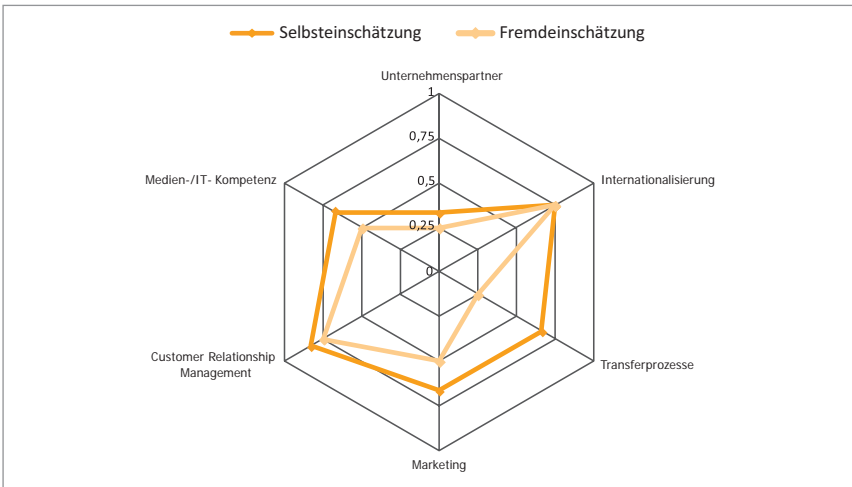 Selbsteinschätzung
Fremdeinschätzung
Unternehmenspartner
1
0,75
0,5
0,25
0
Medien-/IT- Kompetenz
Internationalisierung
Customer Relationship
Management
Transferprozesse
Marketing